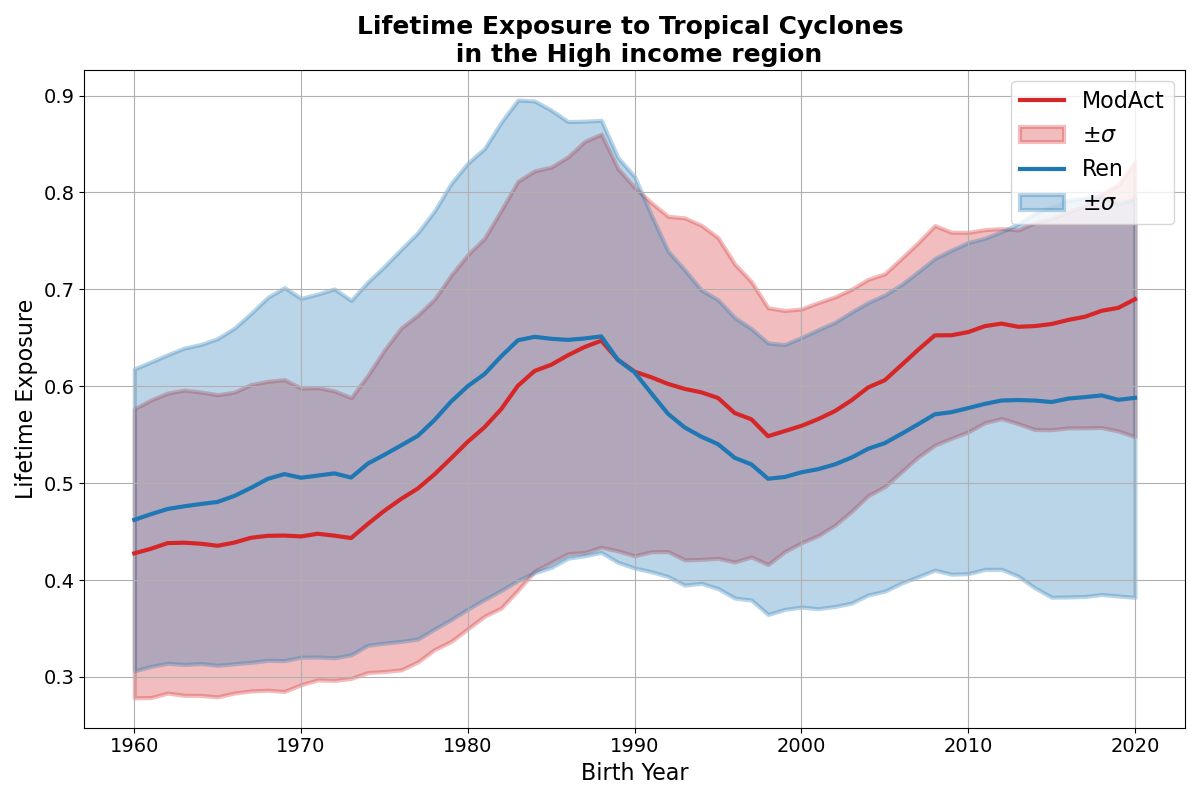 Lifetime Exposure to Tropical Cyclones
in the High income region
Lifetime Exposure
0.9
0.8
0.7
0.6
0.5
0.4
0.3
1960
1970
1980
1990
2000
2010
2020
Birth Year
ModAct
±σ
Ren
±σ